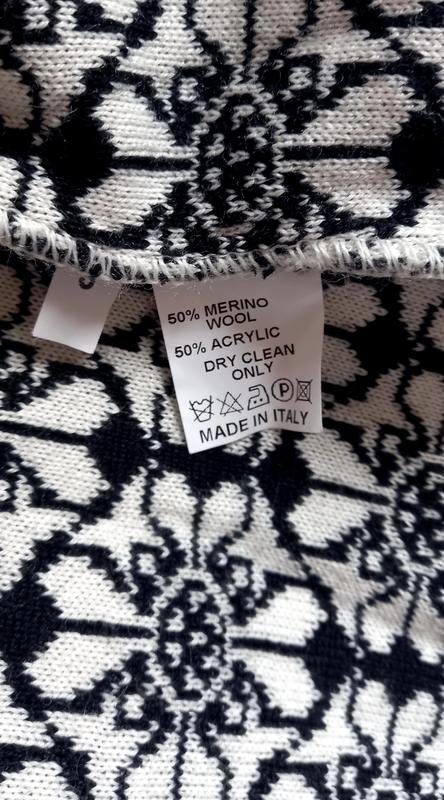 50% MERINO
WOOL
50% ACRYLIC
DRY CLEAN
ONLY
P
MADE IN ITALY